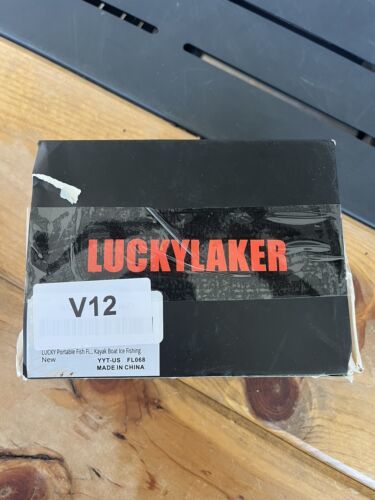 LUCKYLAKER
V12
LUCKY Portable Fish Fi... Kayak Boat Ice Fishing
New
YYT-US FL068
MADE IN CHINA